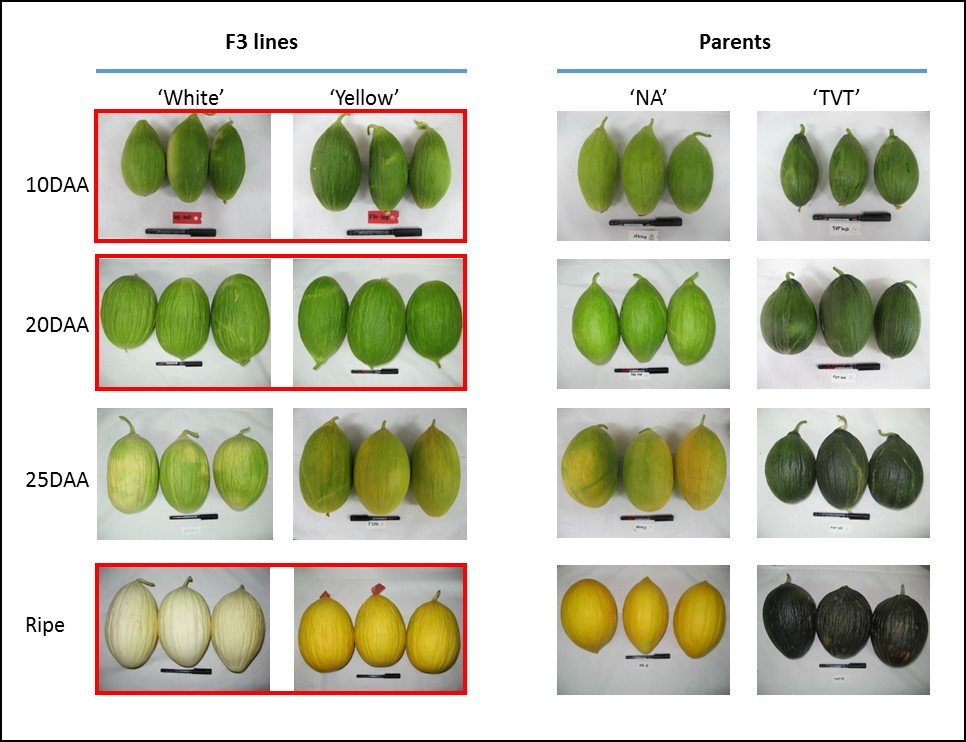 F3 lines
Parents
‘White’ ‘Yellow’ ‘NA’ ‘TVT’
10DAA
20DAA
25DAA
Ripe